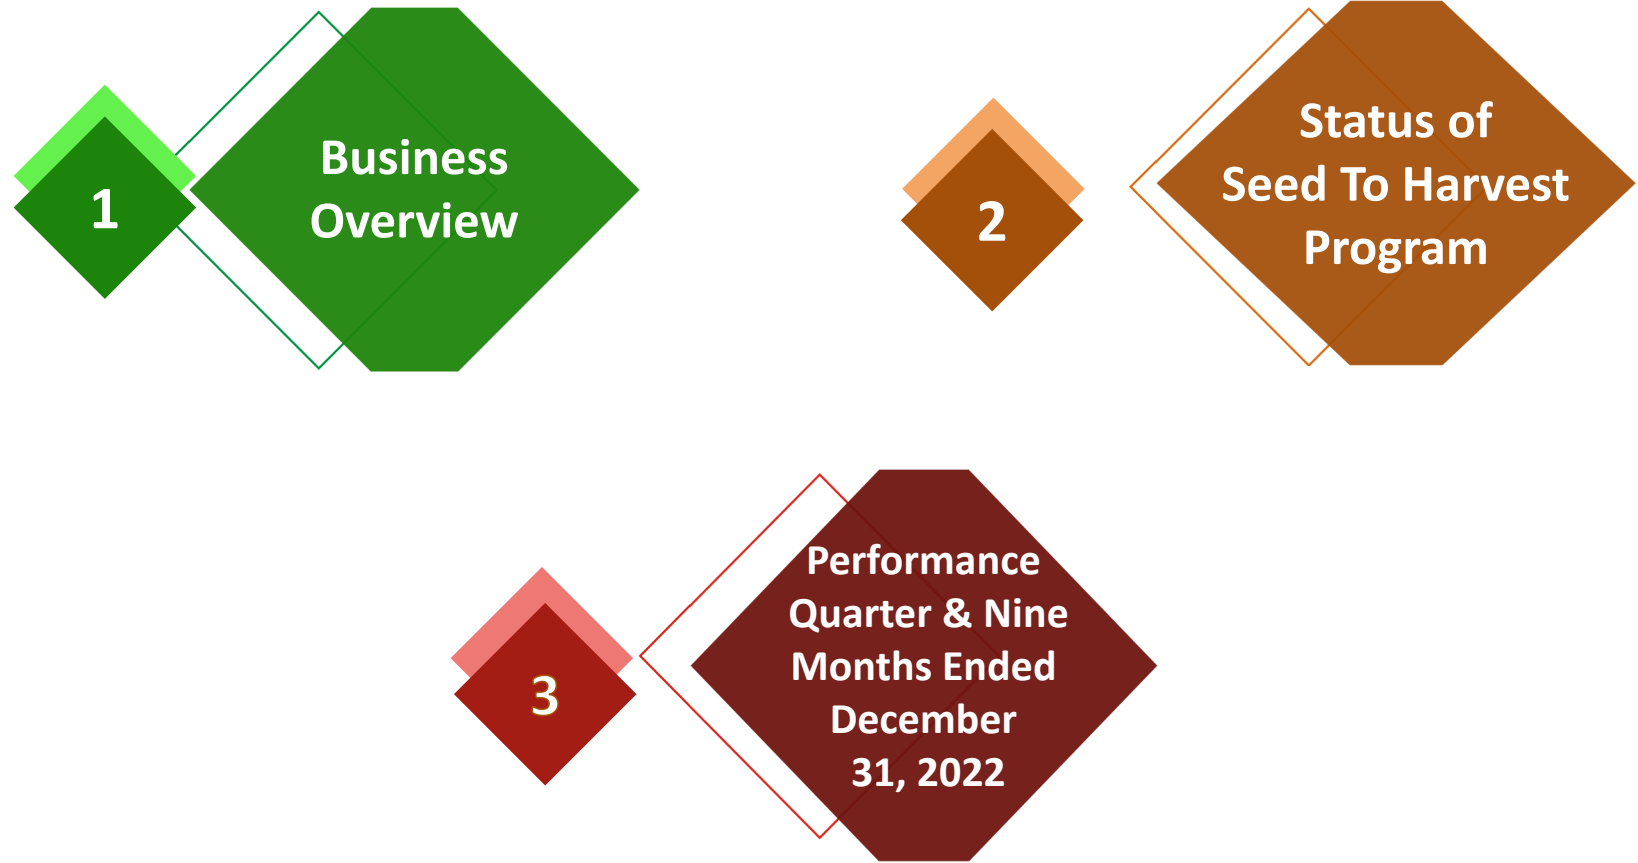 1
Business
Overview
2
Status of
Seed To Harvest
Program
3
Performance
Quarter & Nine
Months Ended
December
31, 2022